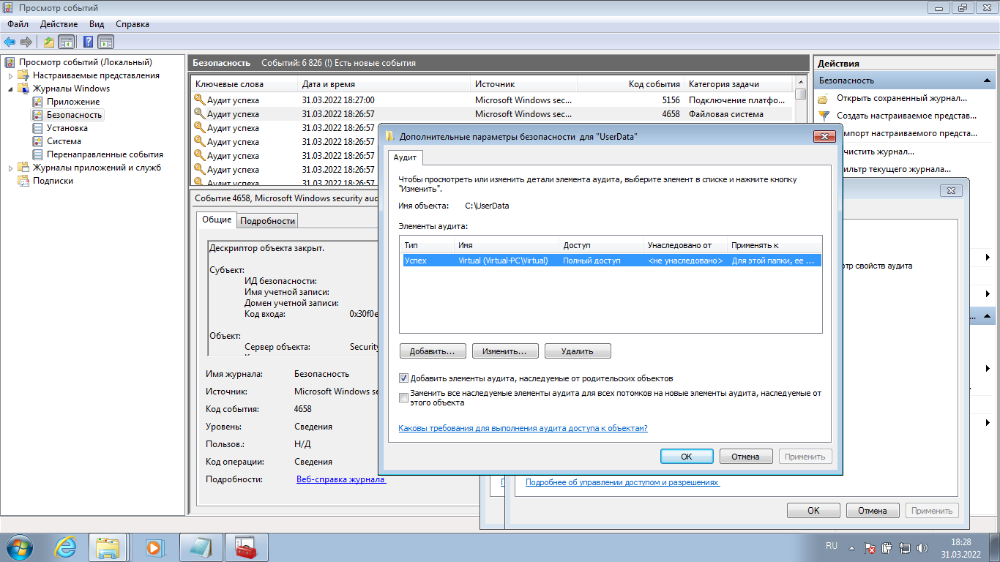 Просмотр событий
Файл Действие Вид Справка
Просмотр событий (Локальный)
Настраиваемые представления
Журналы Windows
Приложение
Безопасность
Установка
Система
Перенаправленные события
Журналы приложений и служб
Подписки
Безопасность Событий: 6 826 (!) Есть новые события
Ключевые слова Дата и время Источник Код события Категория задачи
Аудит успеха 31.03.2022 18:27:00 Microsoft Windows sec... 5156 Подключение платфо...
Аудит успеха 31.03.2022 18:26:57 Microsoft Windows sec... 4658 Файловая система
Аудит успеха 31.03.2022 18:26:57
Аудит успеха 31.03.2022 18:26:57
Аудит успеха 31.03.2022 18:26:57
Аудит успеха 31.03.2022 18:26:57
Аудит успеха 31.03.2022 18:26:57
Событие 4658, Microsoft Windows security aud
Общие Подробности
Дескриптор объекта закрыт.
Субъект:
ИД безопасности:
Имя учетной записи:
Домен учетной записи:
Код входа: 0x30f0e
Объект:
Сервер объекта: Security
Имя журнала: Безопасность
Источник: Microsoft Windows se
Код события: 4658
Уровень: Сведения
Пользов.: Н/Д
Код операции: Сведения
Подробности: Веб-справка журнала
Действия
Безопасность
Открыть сохраненный журнал...
Создать настраиваемое представ...
мпорт настраиваемого предста...
чистить журнал...
ильтр текущего журнала...
Дополнительные параметры безопасности для "UserData"
Аудит
Чтобы просмотреть или изменить детали элемента аудита, выберите элемент в списке и нажмите кнопку
"Изменить".
Имя объекта: C:\UserData
Элементы аудита:
Тип Имя Доступ Унаследовано от Применять к
Успех Virtual (Virtual-PC\Virtual) Полный доступ <не унаследовано> Для этой папки, ее ...
Добавить... Изменить... Удалить
Добавить элементы аудита, наследуемые от родительских объектов
Заменить все наследуемые элементы аудита для всех потомков на новые элементы аудита, наследуемые от
этого объекта
Каковы требования для выполнения аудита доступа к объектам?
ОК Отмена Применить
тр свойств аудита
Подробнее об управлении доступом и разрешениях
ОК Отмена Применить
RU
18:28
31.03.2022